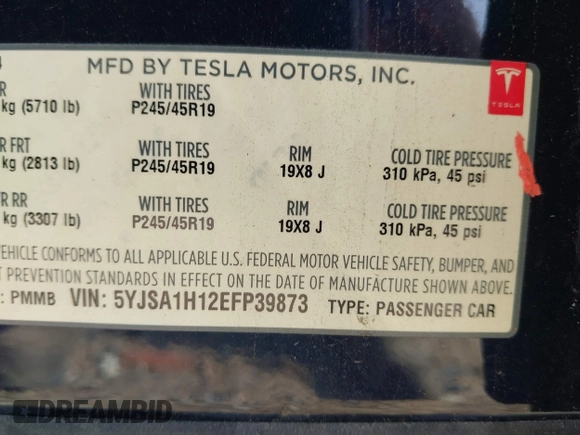 4 MFD BY TESLA MOTORS, INC.
TESLA
R WITH TIRES
kg (5710 lb) P245/45R19
R FRT WITH TIRES RIM COLD TIRE PRESSURE
kg (2813 lb) P245/45R19 19X8 J 310 kPa, 45 psi
R RR WITH TIRES RIM COLD TIRE PRESSURE
kg (3307 lb) P245/45R19 19X8 J 310 kPa, 45 psi
VEHICLE CONFORMS TO ALL APPLICABLE U.S. FEDERAL MOTOR VEHICLE SAFETY, BUMPER, AND
T PREVENTION STANDARDS IN EFFECT ON THE DATE OF MANUFACTURE SHOWN ABOVE.
: PMMB VIN: 5YJSA1H12EFP39873 TYPE: PASSENGER CAR
DREAMBID